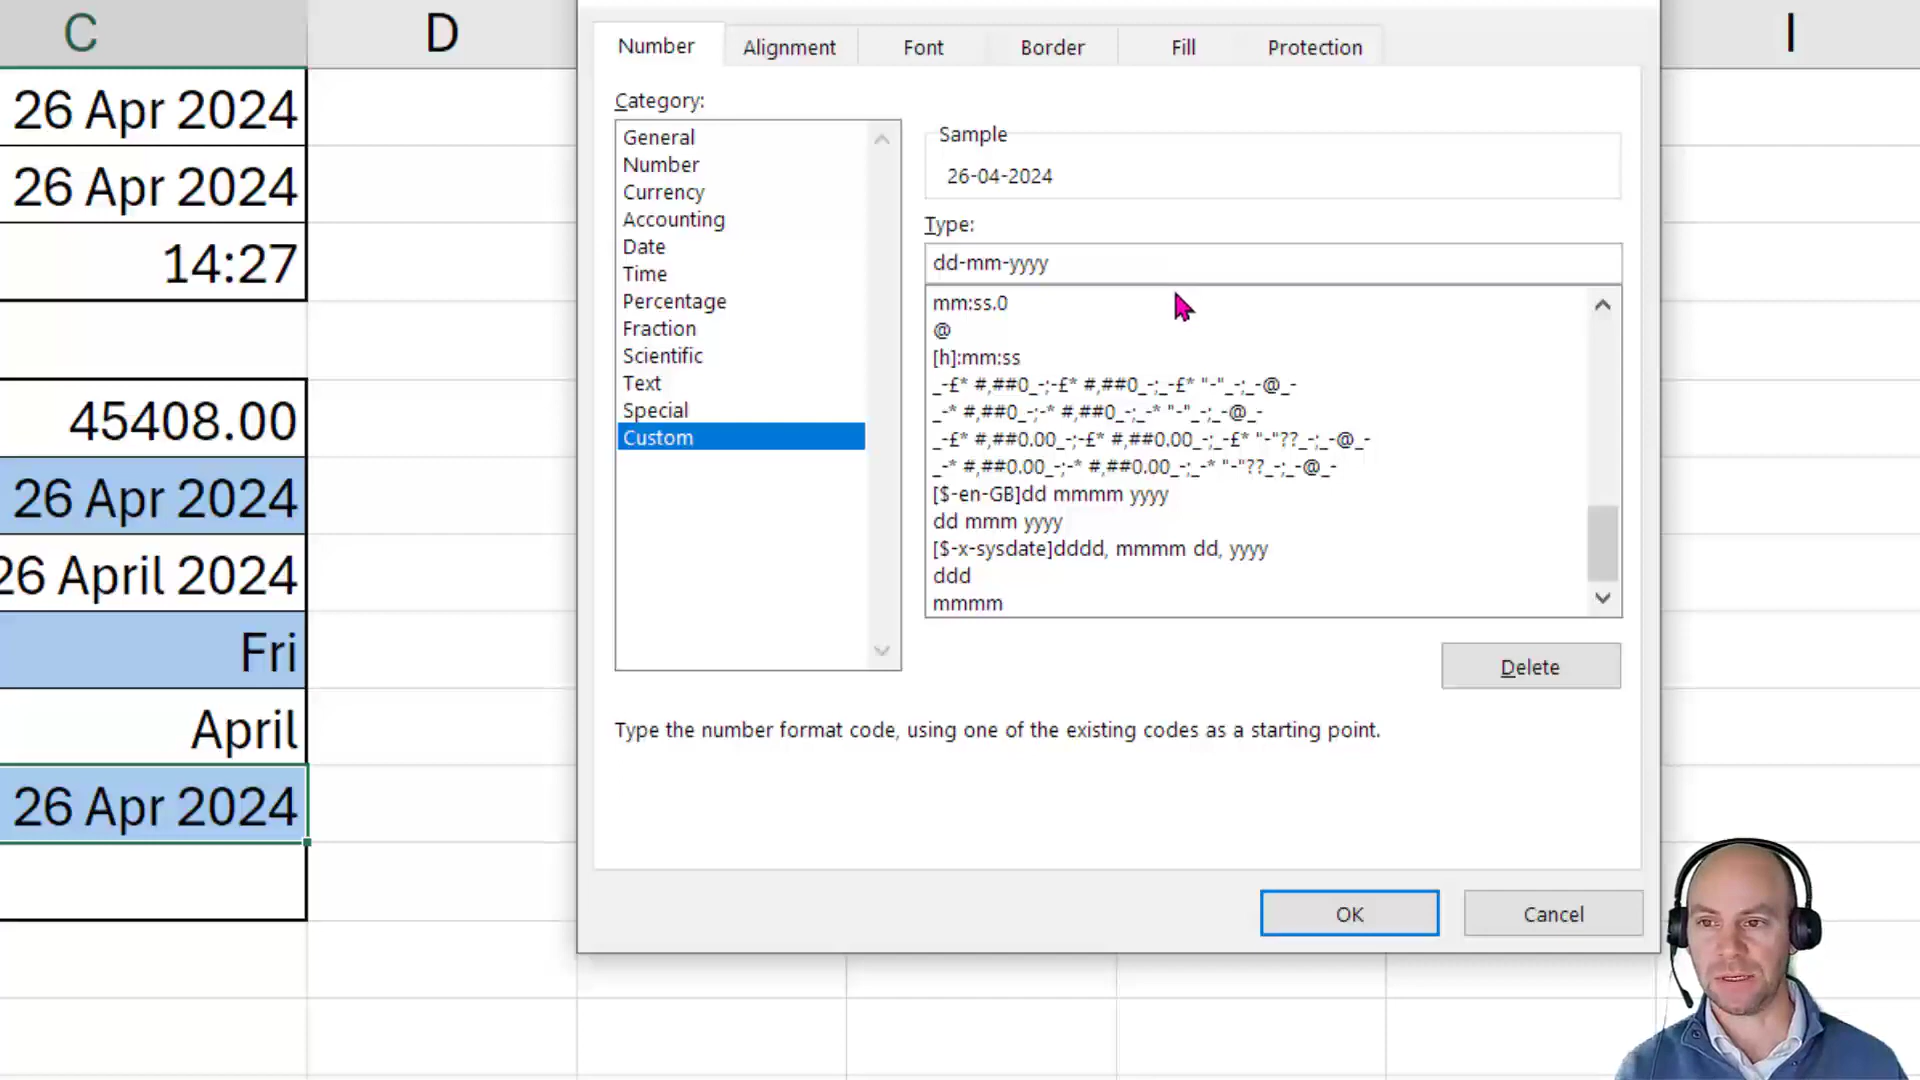 C
D
I
26 Apr 2024
26 Apr 2024
14:27
45408.00
26 Apr 2024
26 April 2024
Fri
April
26 Apr 2024
Number
Alignment
Font
Border
Fill
Protection
Category:
General
Number
Currency
Accounting
Date
Time
Percentage
Fraction
Scientific
Text
Special
Custom
Sample
26-04-2024
Type:
dd-mm-yyyy
mm:ss.0
@
[h]:mm:ss
_-£* #,##0_-;-£* #,##0_-;_-£* "-"_-;_-@_-
_-* #,##0_-;-* #,##0_-;_-* "-"_-;_-@_-
_-£* #,##0.00_-;-£* #,##0.00_-;_-£* "-"??_-;_-@_-
_-* #,##0.00_-;-* #,##0.00_-;_-* "-"??_-;_-@_-
[$-en-GB]dd mmmm yyyy
dd mmm yyyy
[$-x-sysdate]dddd, mmmm dd, yyyy
ddd
mmmm
Delete
Type the number format code, using one of the existing codes as a starting point.
OK
Cancel